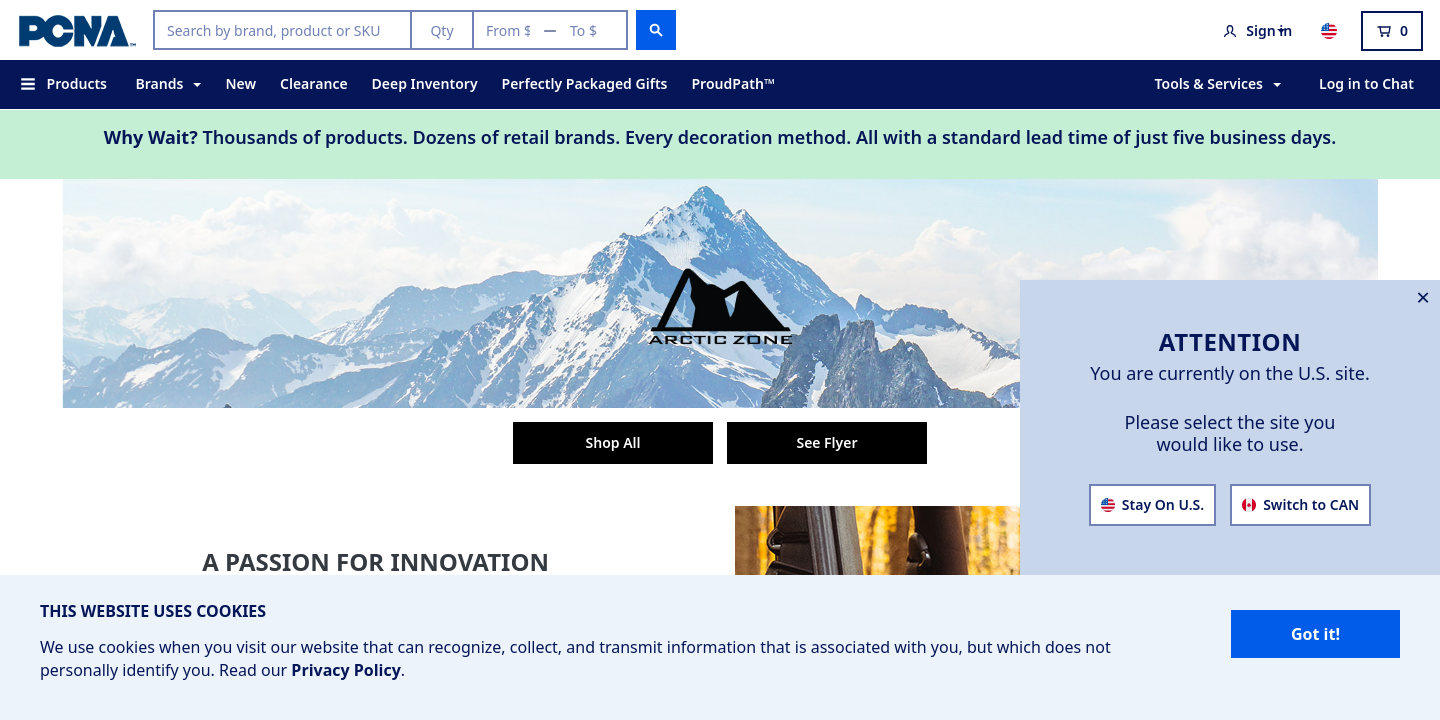 PCNA™
Search by brand, product or SKU
Qty
From $ — To $
Sign in
0
Products
Brands
New
Clearance
Deep Inventory
Perfectly Packaged Gifts
ProudPath™
Tools & Services
Log in to Chat
Why Wait? Thousands of products. Dozens of retail brands. Every decoration method. All with a standard lead time of just five business days.
ARCTIC ZONE
Shop All
See Flyer
ATTENTION
You are currently on the U.S. site.
Please select the site you
would like to use.
Stay On U.S.
Switch to CAN
A PASSION FOR INNOVATION
THIS WEBSITE USES COOKIES
We use cookies when you visit our website that can recognize, collect, and transmit information that is associated with you, but which does not
personally identify you. Read our Privacy Policy.
Got it!